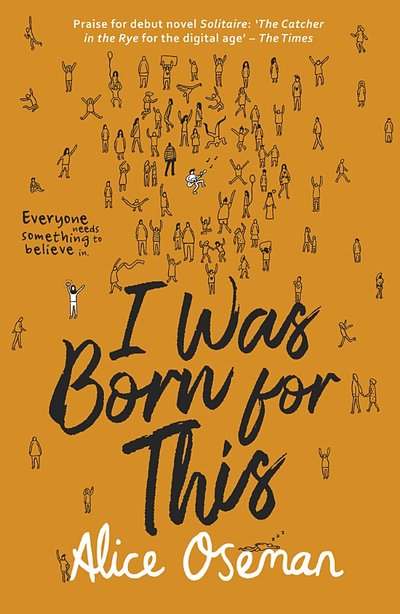 Praise for debut novel Solitaire: ‘The Catcher
in the Rye for the digital age’ – The Times
Everyone
needs
something to
believe in.
I Was
Born for
This
zzz
Alice Oseman